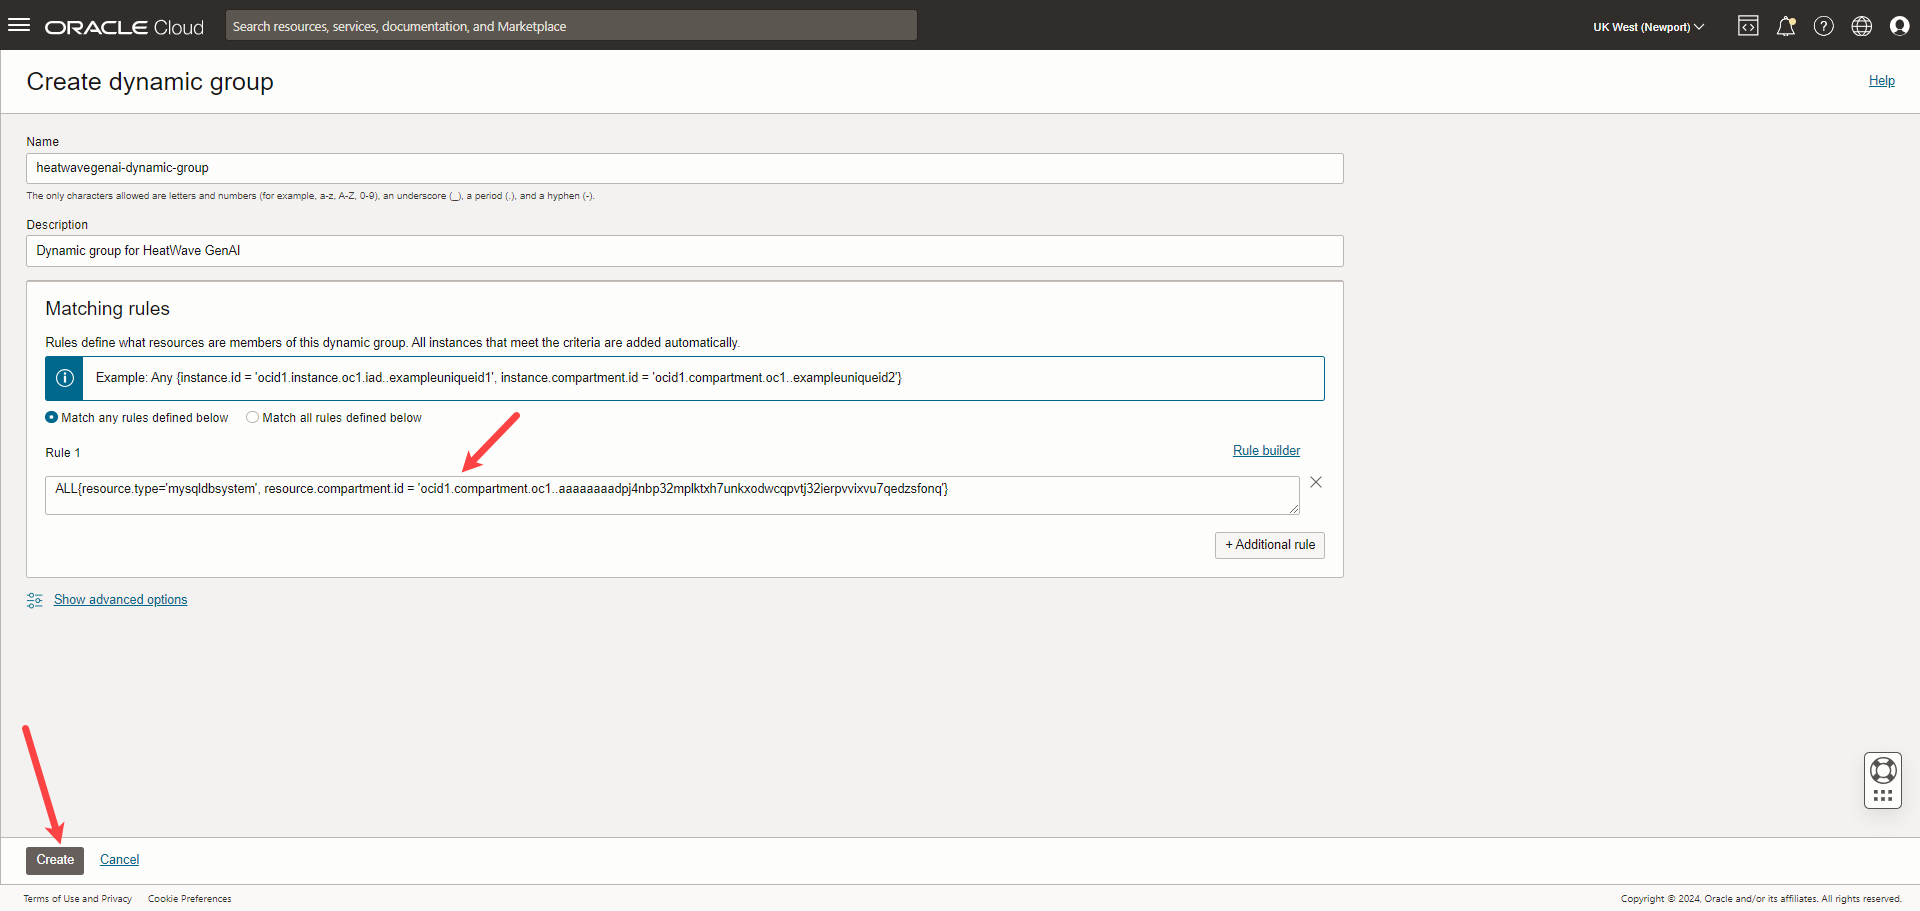 ORACLE Cloud
Search resources, services, documentation, and Marketplace
UK West (Newport)
Create dynamic group
Help
Name
heatwavegenai-dynamic-group
The only characters allowed are letters and numbers (for example, a-z, A-Z, 0-9), an underscore (_), a period (.), and a hyphen (-).
Description
Dynamic group for HeatWave GenAI
Matching rules
Rules define what resources are members of this dynamic group. All instances that meet the criteria are added automatically.
Example: Any {instance.id = 'ocid1.instance.oc1.iad..exampleuniqueid1', instance.compartment.id = 'ocid1.compartment.oc1..exampleuniqueid2'}
Match any rules defined below
Match all rules defined below
Rule 1
Rule builder
ALL{resource.type='mysqldbsystem', resource.compartment.id = 'ocid1.compartment.oc1..aaaaaaaadpj4nbp32mplktxh7unkxodwcqpvtj32ierpvvixvu7qedzsfonq'}
+ Additional rule
Show advanced options
Create
Cancel
Terms of Use and Privacy
Cookie Preferences
Copyright © 2024, Oracle and/or its affiliates. All rights reserved.